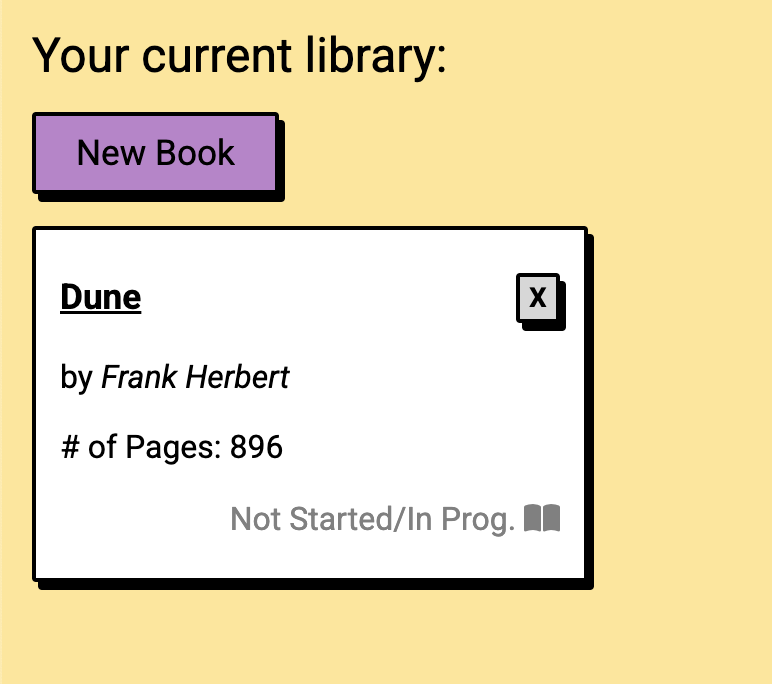 Your current library:
New Book
Dune
X
by Frank Herbert
# of Pages: 896
Not Started/In Prog.